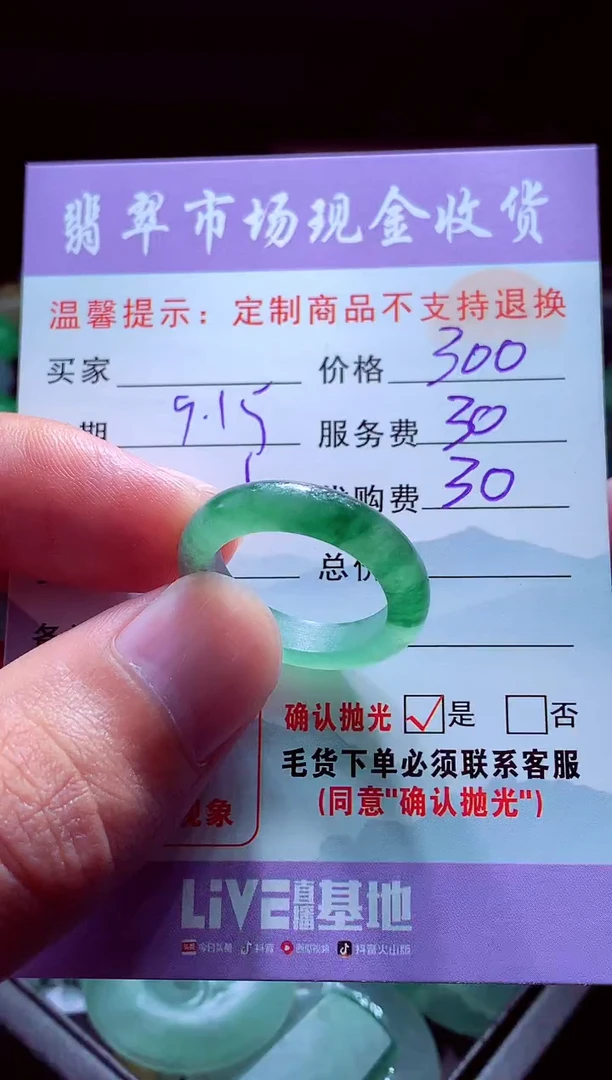 翡翠市场现金收货
温馨提示：定制商品不支持退换
买家 价格 300
期 9.15 服务费 30
购费 30
总价
确认抛光 ☑是 □否
毛货下单必须联系客服
(同意"确认抛光")
现象
LiVE直播基地
今日头条 抖音 西瓜视频 抖音火山版